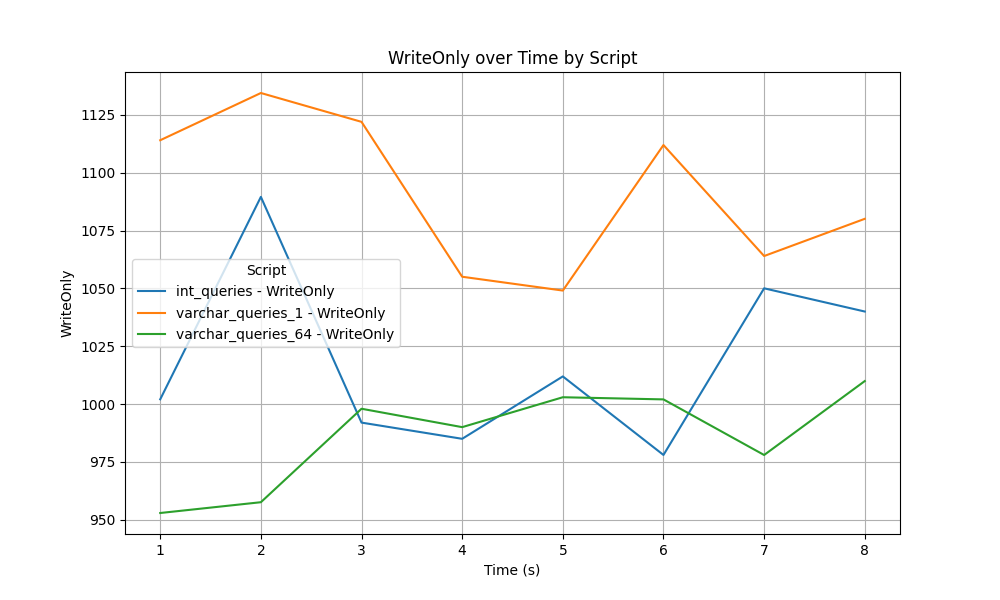 WriteOnly over Time by Script
WriteOnly
1125
1100
1075
1050
1025
1000
975
950
Script
int_queries - WriteOnly
varchar_queries_1 - WriteOnly
varchar_queries_64 - WriteOnly
1 2 3 4 5 6 7 8
Time (s)